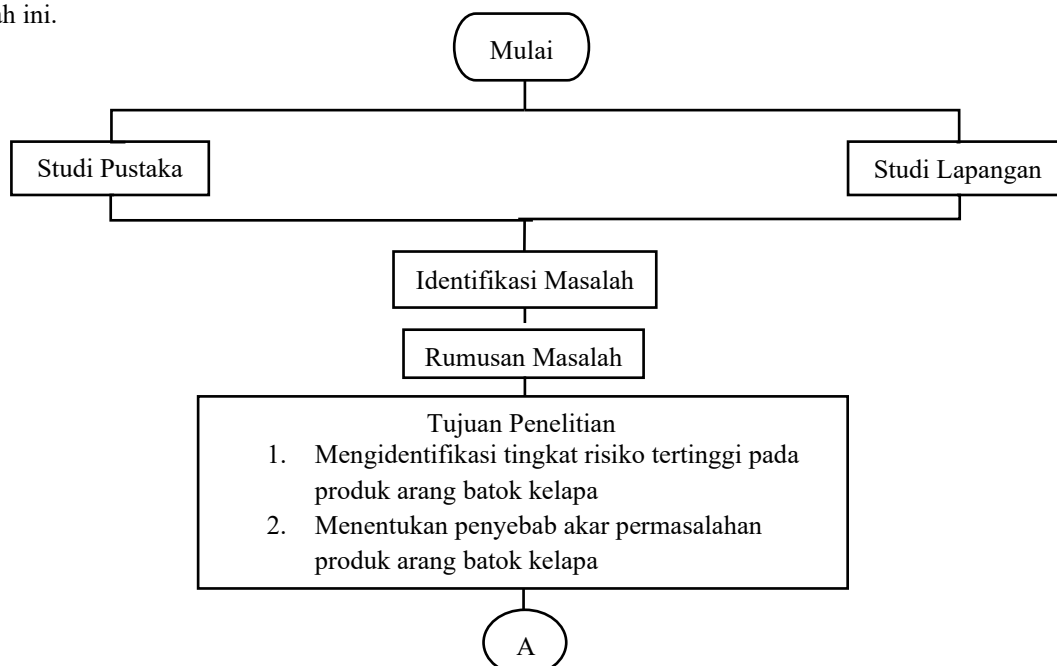 ah ini.
Mulai
Studi Pustaka
Studi Lapangan
Identifikasi Masalah
Rumusan Masalah
Tujuan Penelitian
1. Mengidentifikasi tingkat risiko tertinggi pada
produk arang batok kelapa
2. Menentukan penyebab akar permasalahan
produk arang batok kelapa
A